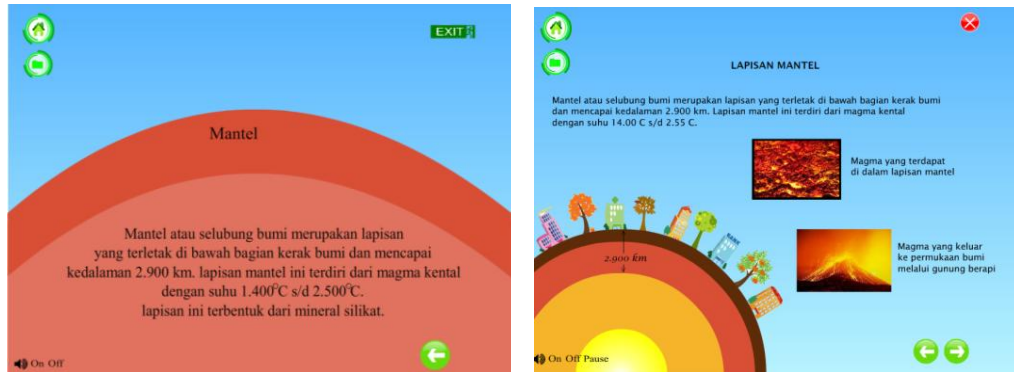 EXIT
Mantel
Mantel atau selubung bumi merupakan lapisan
yang terletak di bawah bagian kerak bumi dan mencapai
kedalaman 2.900 km. lapisan mantel ini terdiri dari magma kental
dengan suhu 1.400°C s/d 2.500°C.
lapisan ini terbentuk dari mineral silikat.
On Off
LAPISAN MANTEL
Mantel atau selubung bumi merupakan lapisan yang terletak di bawah bagian kerak bumi
dan mencapai kedalaman 2.900 km. Lapisan mantel ini terdiri dari magma kental
dengan suhu 14.00 C s/d 2.55 C.
Magma yang terdapat
di dalam lapisan mantel
2.900 km
Magma yang keluar
ke permukaan bumi
melalui gunung berapi
On Off Pause